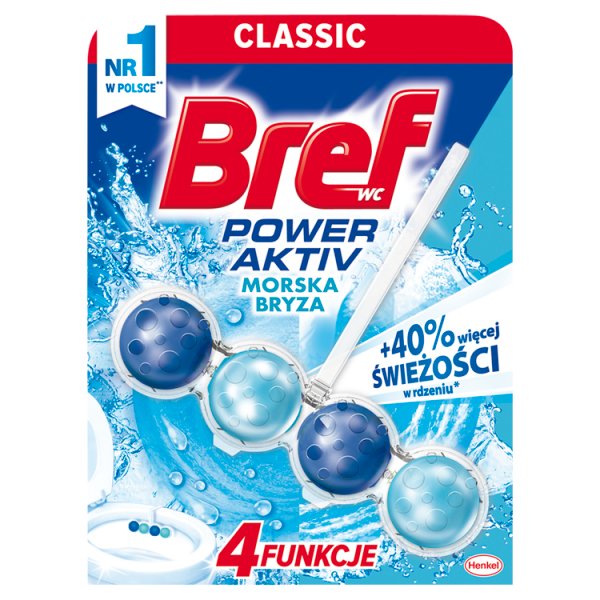 CLASSIC
NR 1
W POLSCE**
Bref
WC
POWER
AKTIV
MORSKA
BRYZA
+40% więcej
ŚWIEŻOŚCI
w rdzeniu*
4 FUNKCJE
Henkel